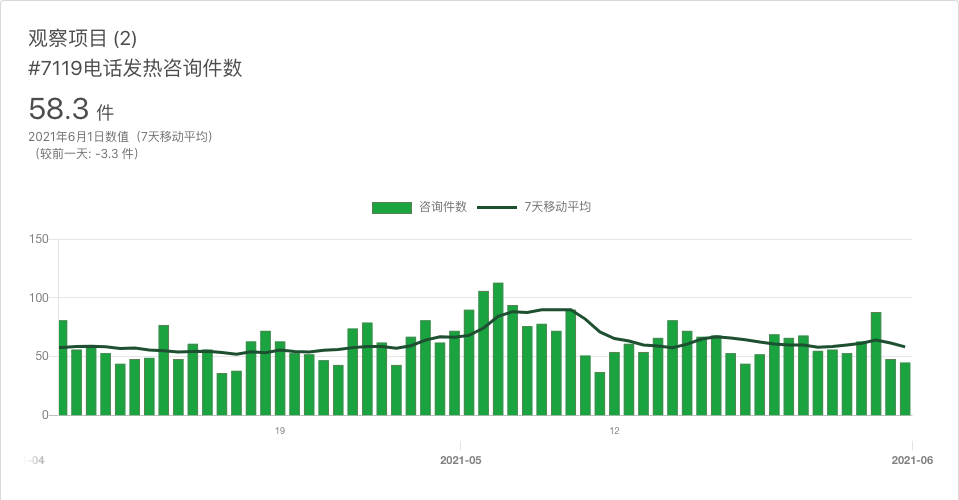 观察项目 (2)
#7119电话发热咨询件数
58.3 件
2021年6月1日数值（7天移动平均）
（较前一天: -3.3 件）
咨询件数 7天移动平均
150
100
50
0
19 12
-04 2021-05 2021-06